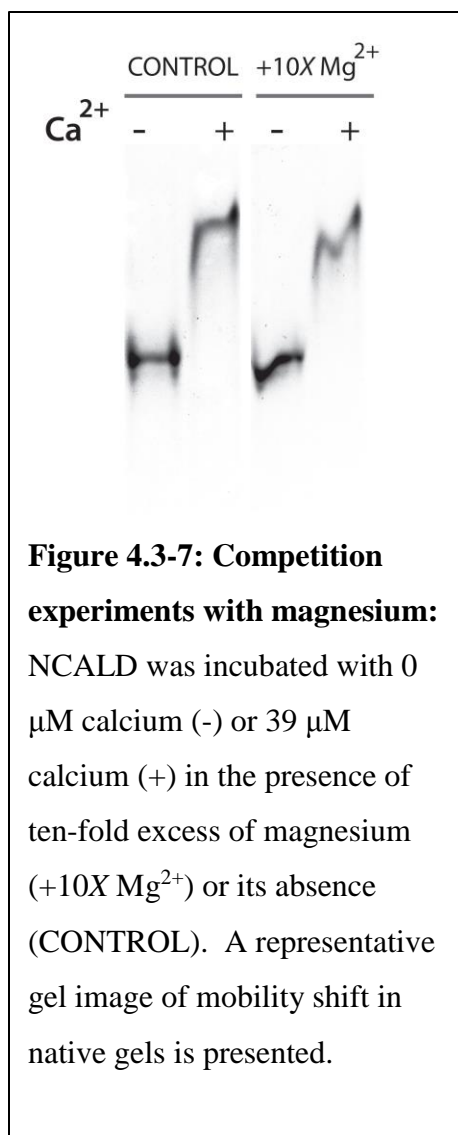 CONTROL +10X Mg2+
Ca2+ - + - +
Figure 4.3-7: Competition
experiments with magnesium:
NCALD was incubated with 0
μM calcium (-) or 39 μM
calcium (+) in the presence of
ten-fold excess of magnesium
(+10X Mg2+) or its absence
(CONTROL). A representative
gel image of mobility shift in
native gels is presented.